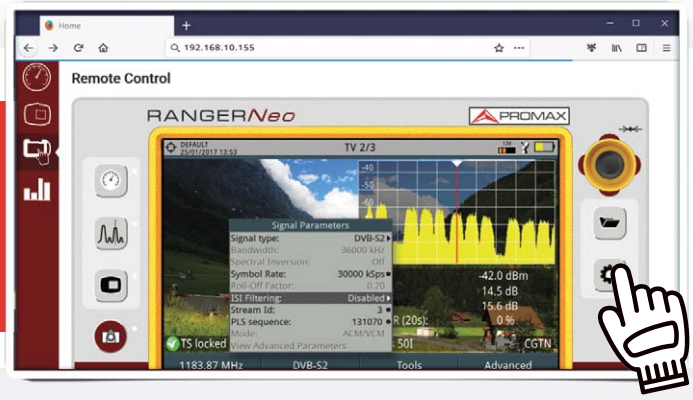 Home
192.168.10.155
Remote Control
RANGERNeo
PROMAX
DEFAULT
25/01/2017 13:53
TV 2/3
13V
-40
-50
-60
Signal Parameters
Signal type: DVB-S2
Bandwidth: 36000 kHz
Spectral Inversion: Off
Symbol Rate: 30000 kSps
Roll-Off Factor: 0.20
ISI Filtering: Disabled
Stream Id: 3
PLS sequence: 131070
Mode: ACM/VCM
View Advanced Parameters
-42.0 dBm
14.5 dB
15.6 dB
R (20s): 0 %
TS locked
50I
CGTN
1183.87 MHz DVB-S2 Tools Advanced